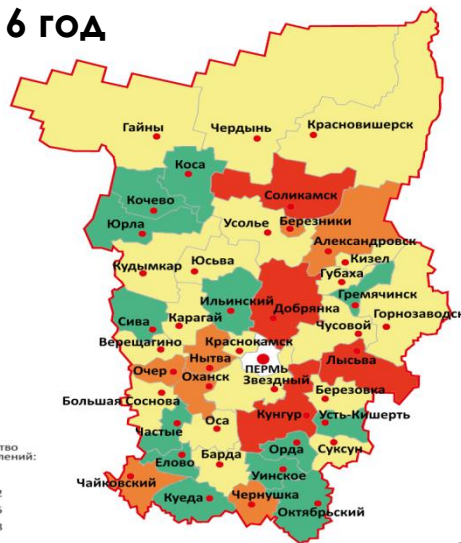 6 год
Гайны
Чердынь
Красновишерск
Коса
Кочево
Соликамск
Юрла
Усолье
Березники
Александровск
Кудымкар
Юсьва
Кизел
Губаха
Ильинский
Гремячинск
Добрянка
Сива
Карагай
Горнозаводск
Чусовой
Верещагино
Краснокамск
Нытва
Лысьва
Очер
ПЕРМЬ
Оханск
Звездный
Березовка
Большая Соснова
Кунгур
Усть-Кишерть
Частые
Оса
Орда
Суксун
Барда
Елово
Уинское
Чайковский
Куеда
Чернушка
Октябрьский